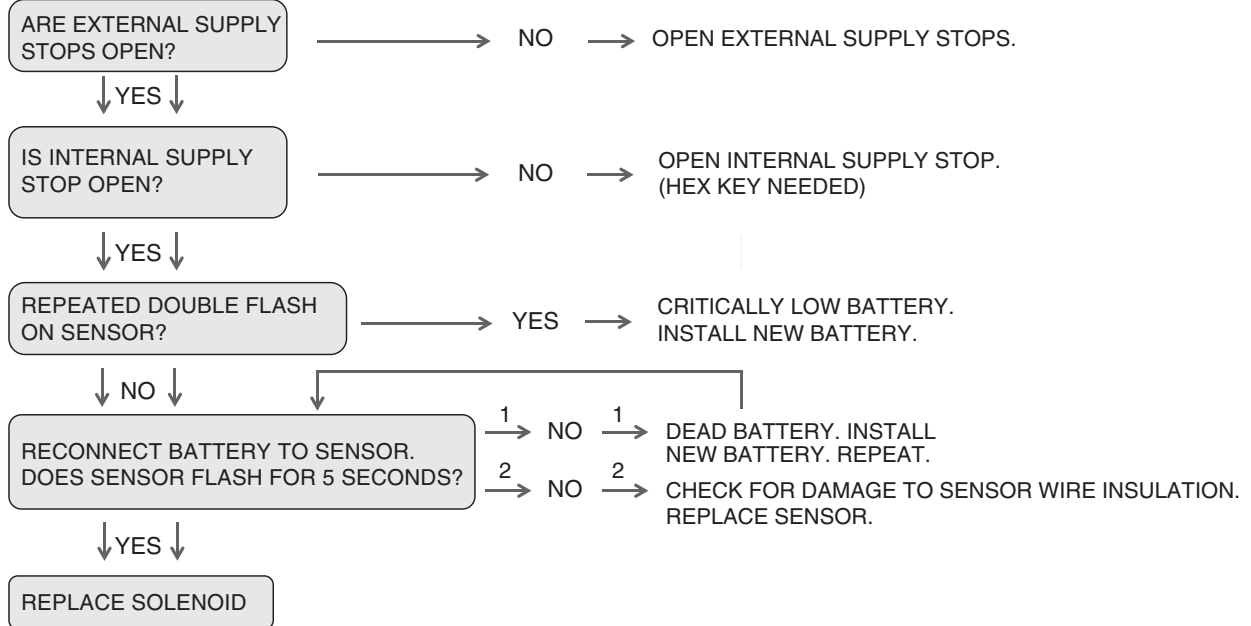 ARE EXTERNAL SUPPLY
STOPS OPEN?
NO
OPEN EXTERNAL SUPPLY STOPS.
YES
IS INTERNAL SUPPLY
STOP OPEN?
NO
OPEN INTERNAL SUPPLY STOP.
(HEX KEY NEEDED)
YES
REPEATED DOUBLE FLASH
ON SENSOR?
YES
CRITICALLY LOW BATTERY.
INSTALL NEW BATTERY.
NO
RECONNECT BATTERY TO SENSOR.
DOES SENSOR FLASH FOR 5 SECONDS?
1 NO 1
DEAD BATTERY. INSTALL
NEW BATTERY. REPEAT.
2 NO 2
CHECK FOR DAMAGE TO SENSOR WIRE INSULATION.
REPLACE SENSOR.
YES
REPLACE SOLENOID